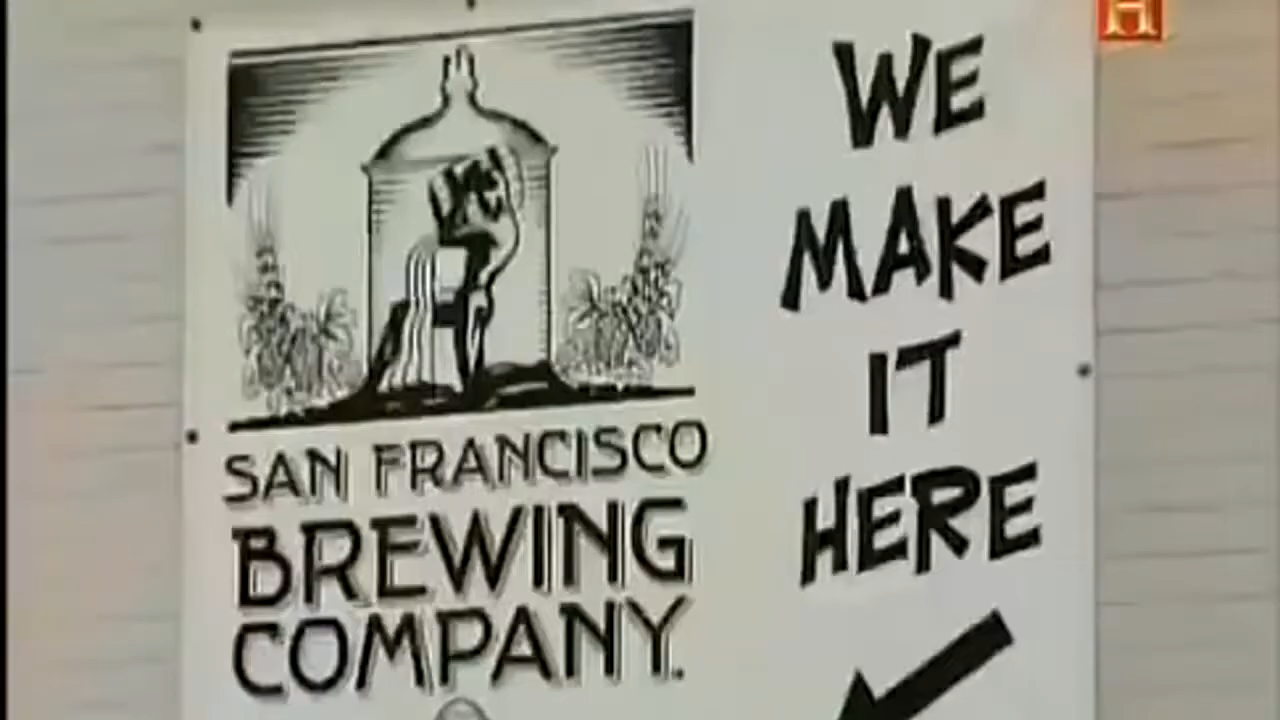 SAN FRANCISCO
BREWING
COMPANY.
WE
MAKE
IT
HERE
H